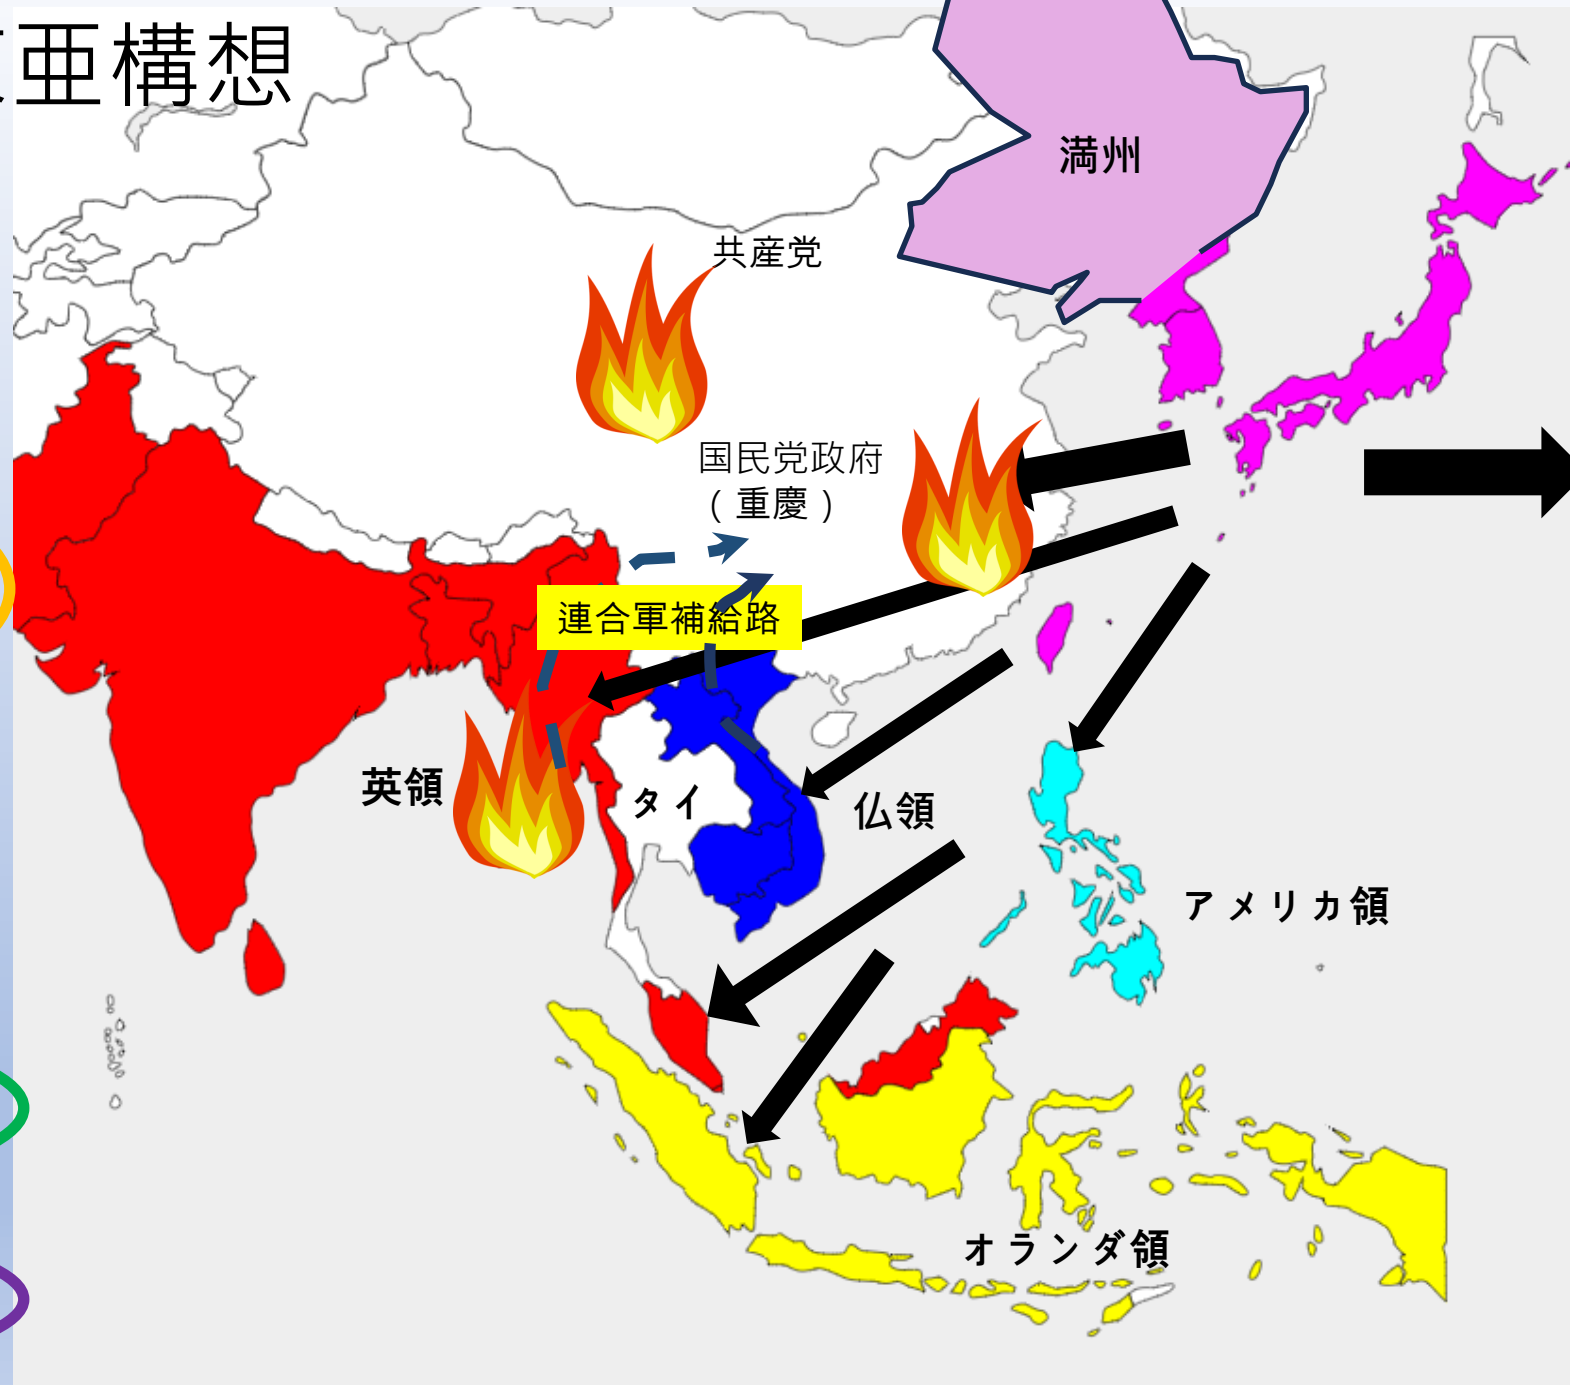 亜構想
満州
共産党
国民党政府
（重慶）
連合軍補給路
英領
タイ
仏領
アメリカ領
オランダ領